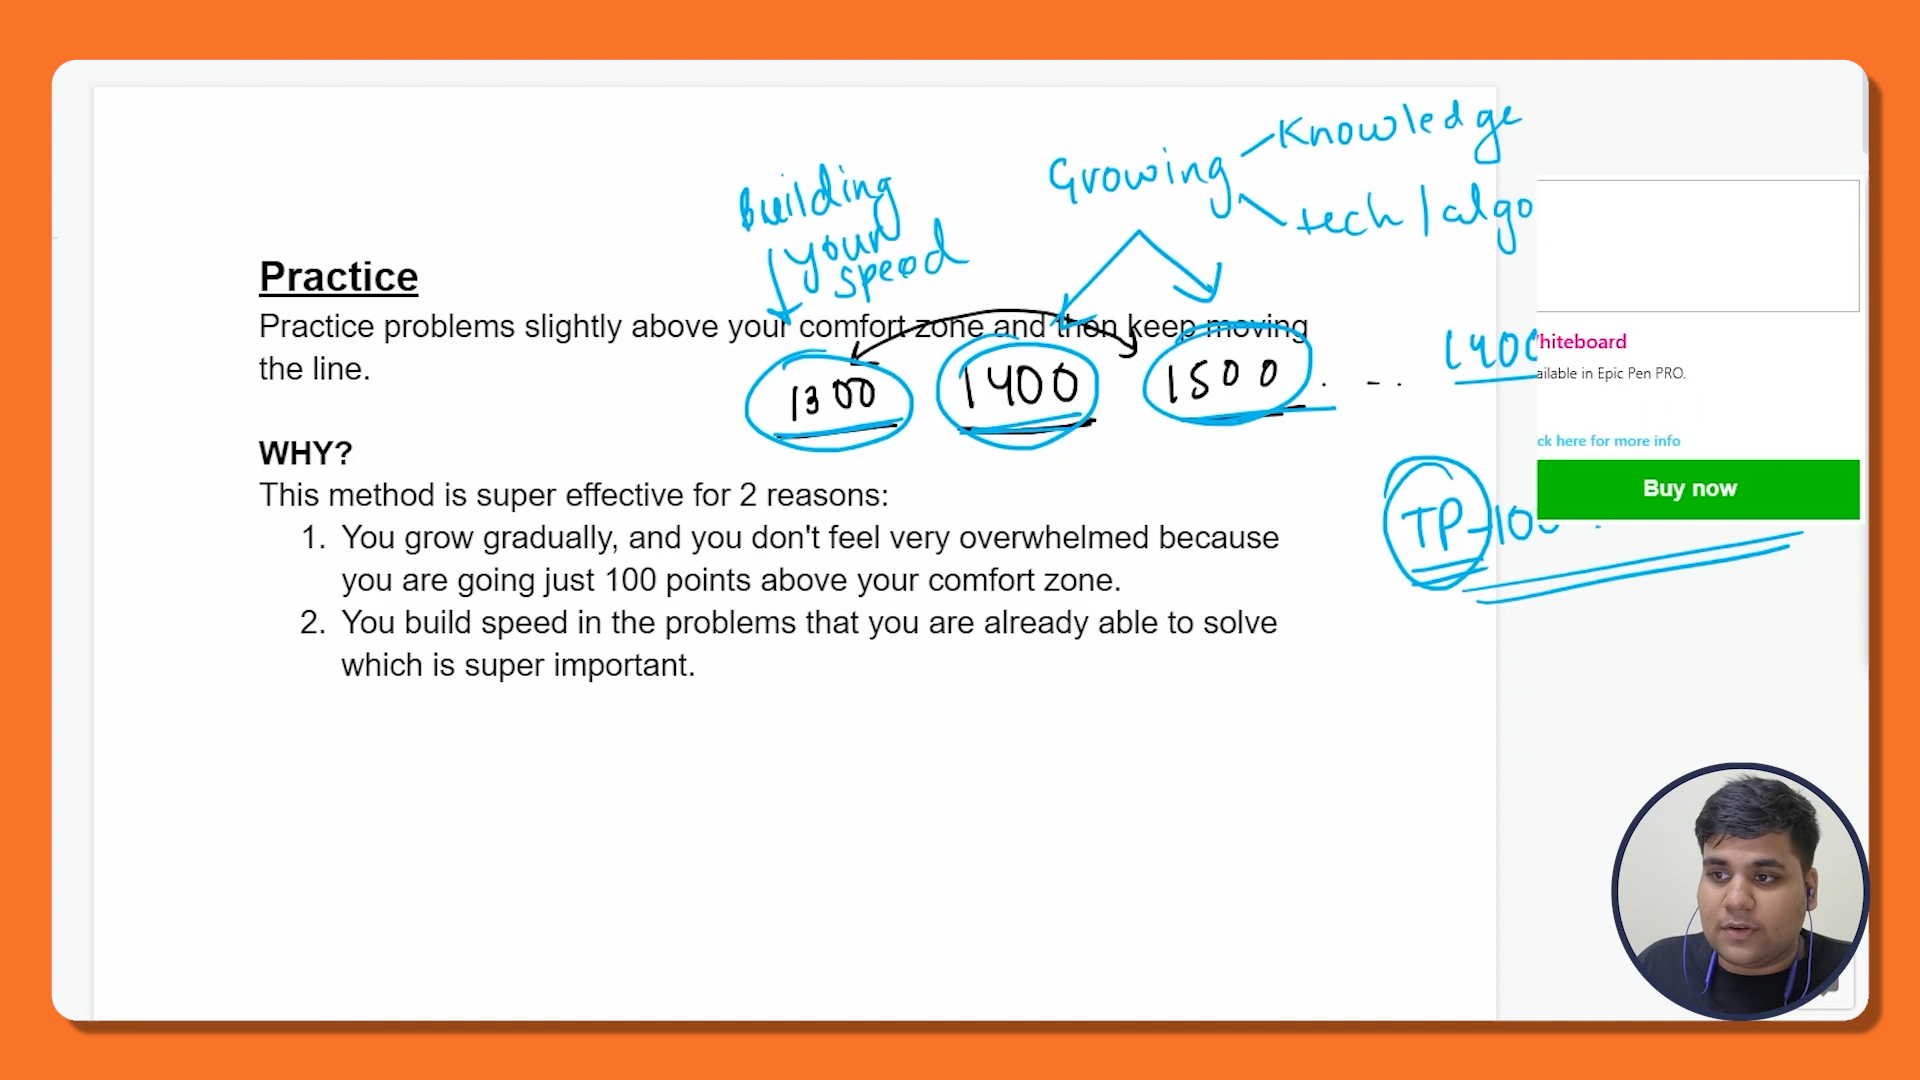 Building
your
speed
Growing
Knowledge
tech / algo
Practice
Practice problems slightly above your comfort zone and then keep moving
the line.
1300 1400 1500 . - - . 1400
hiteboard
ailable in Epic Pen PRO.
ck here for more info
Buy now
WHY?
This method is super effective for 2 reasons:
1. You grow gradually, and you don't feel very overwhelmed because
you are going just 100 points above your comfort zone.
TP -100
2. You build speed in the problems that you are already able to solve
which is super important.